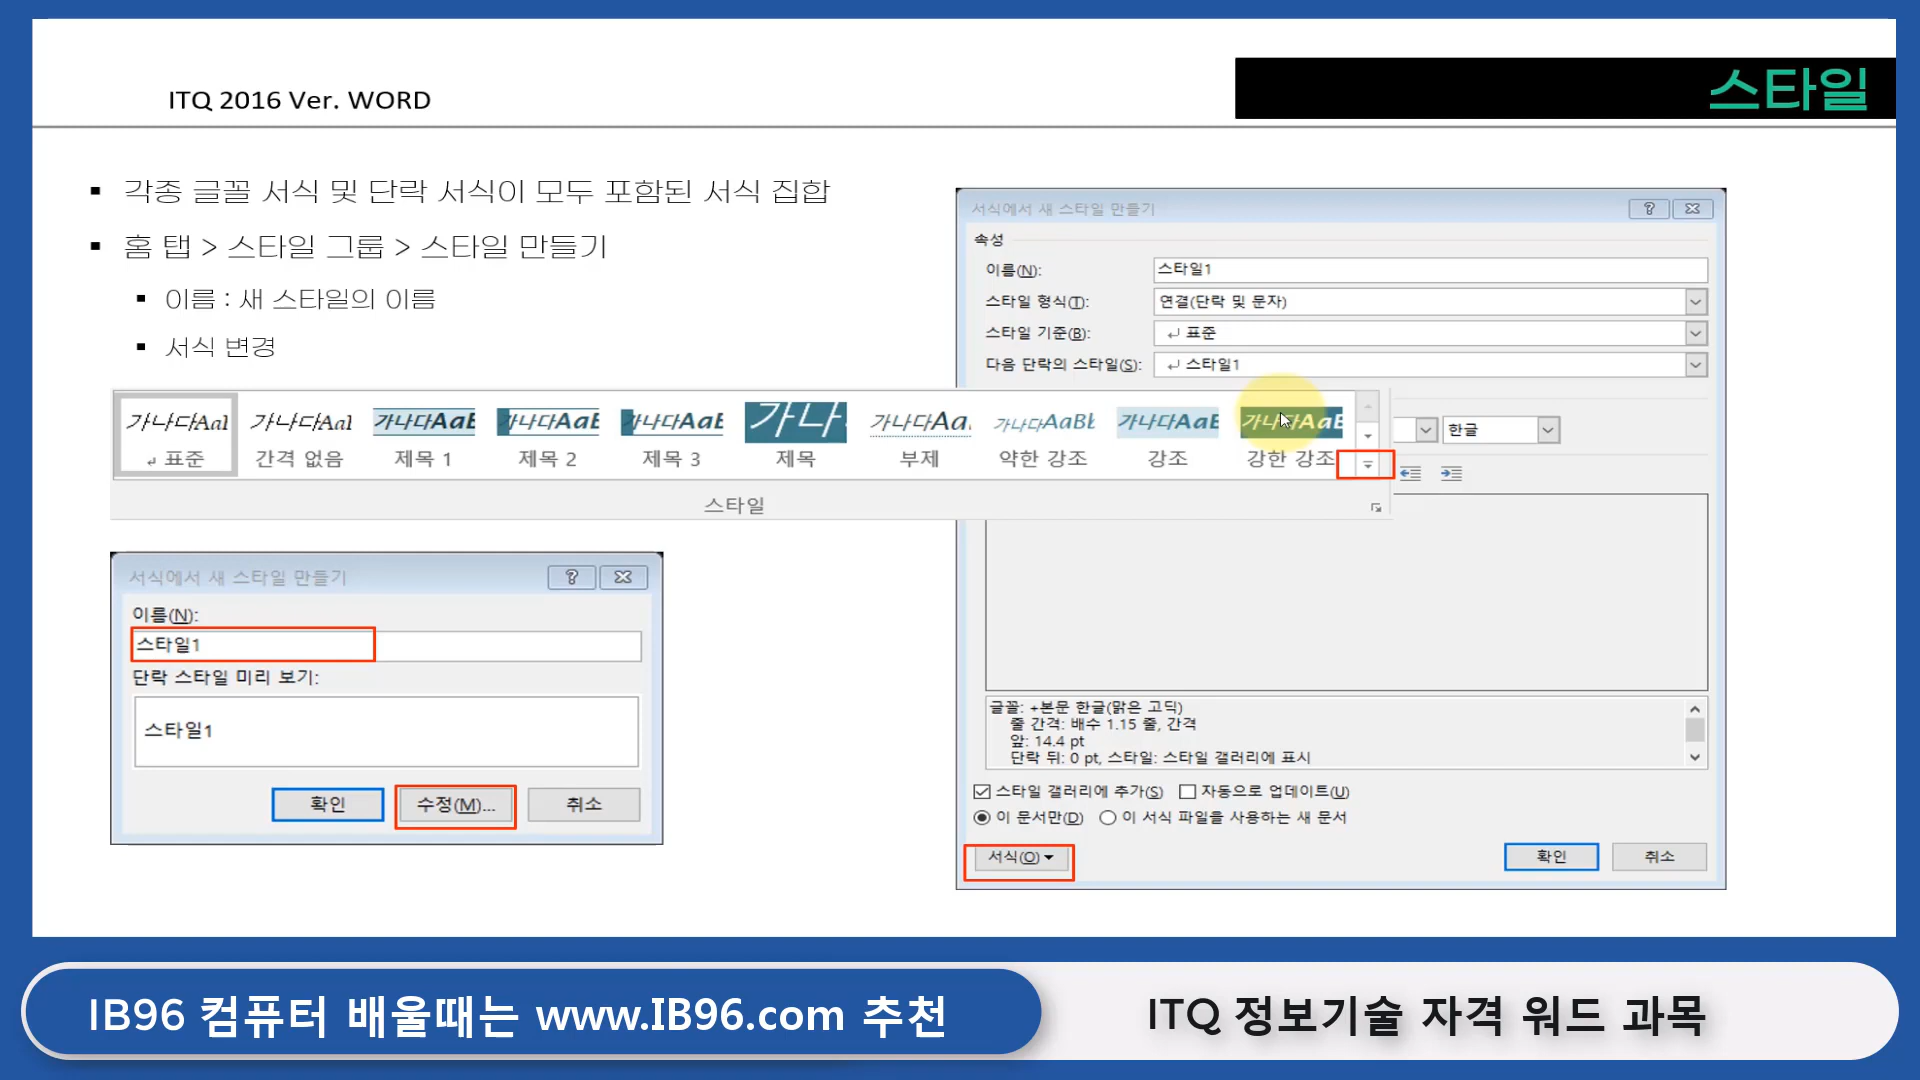 ITQ 2016 Ver. WORD
스타일
▪ 각종 글꼴 서식 및 단락 서식이 모두 포함된 서식 집합
▪ 홈 탭 > 스타일 그룹 > 스타일 만들기
▪ 이름 : 새 스타일의 이름
▪ 서식 변경
가나다AaI 가나다AaI 가나다AaE 가나다AaE 가나다AaE 가나 가나다Aa 가나다AaBb 가나다AaE 가나다AaE
↵ 표준 간격 없음 제목 1 제목 2 제목 3 제목 부제 약한 강조 강조 강한 강조
스타일
서식에서 새 스타일 만들기
이름(N):
스타일1
단락 스타일 미리 보기:
스타일1
확인 수정(M)... 취소
서식에서 새 스타일 만들기
속성
이름(N): 스타일1
스타일 형식(T): 연결(단락 및 문자)
스타일 기준(B): ↵ 표준
다음 단락의 스타일(S): ↵ 스타일1
한글
글꼴: +본문 한글(맑은 고딕)
줄 간격: 배수 1.15 줄, 간격
앞: 14.4 pt
단락 뒤: 0 pt, 스타일: 스타일 갤러리에 표시
스타일 갤러리에 추가(S) 자동으로 업데이트(U)
이 문서만(D) 이 서식 파일을 사용하는 새 문서
서식(O) 확인 취소
IB96 컴퓨터 배울때는 www.IB96.com 추천
ITQ 정보기술 자격 워드 과목